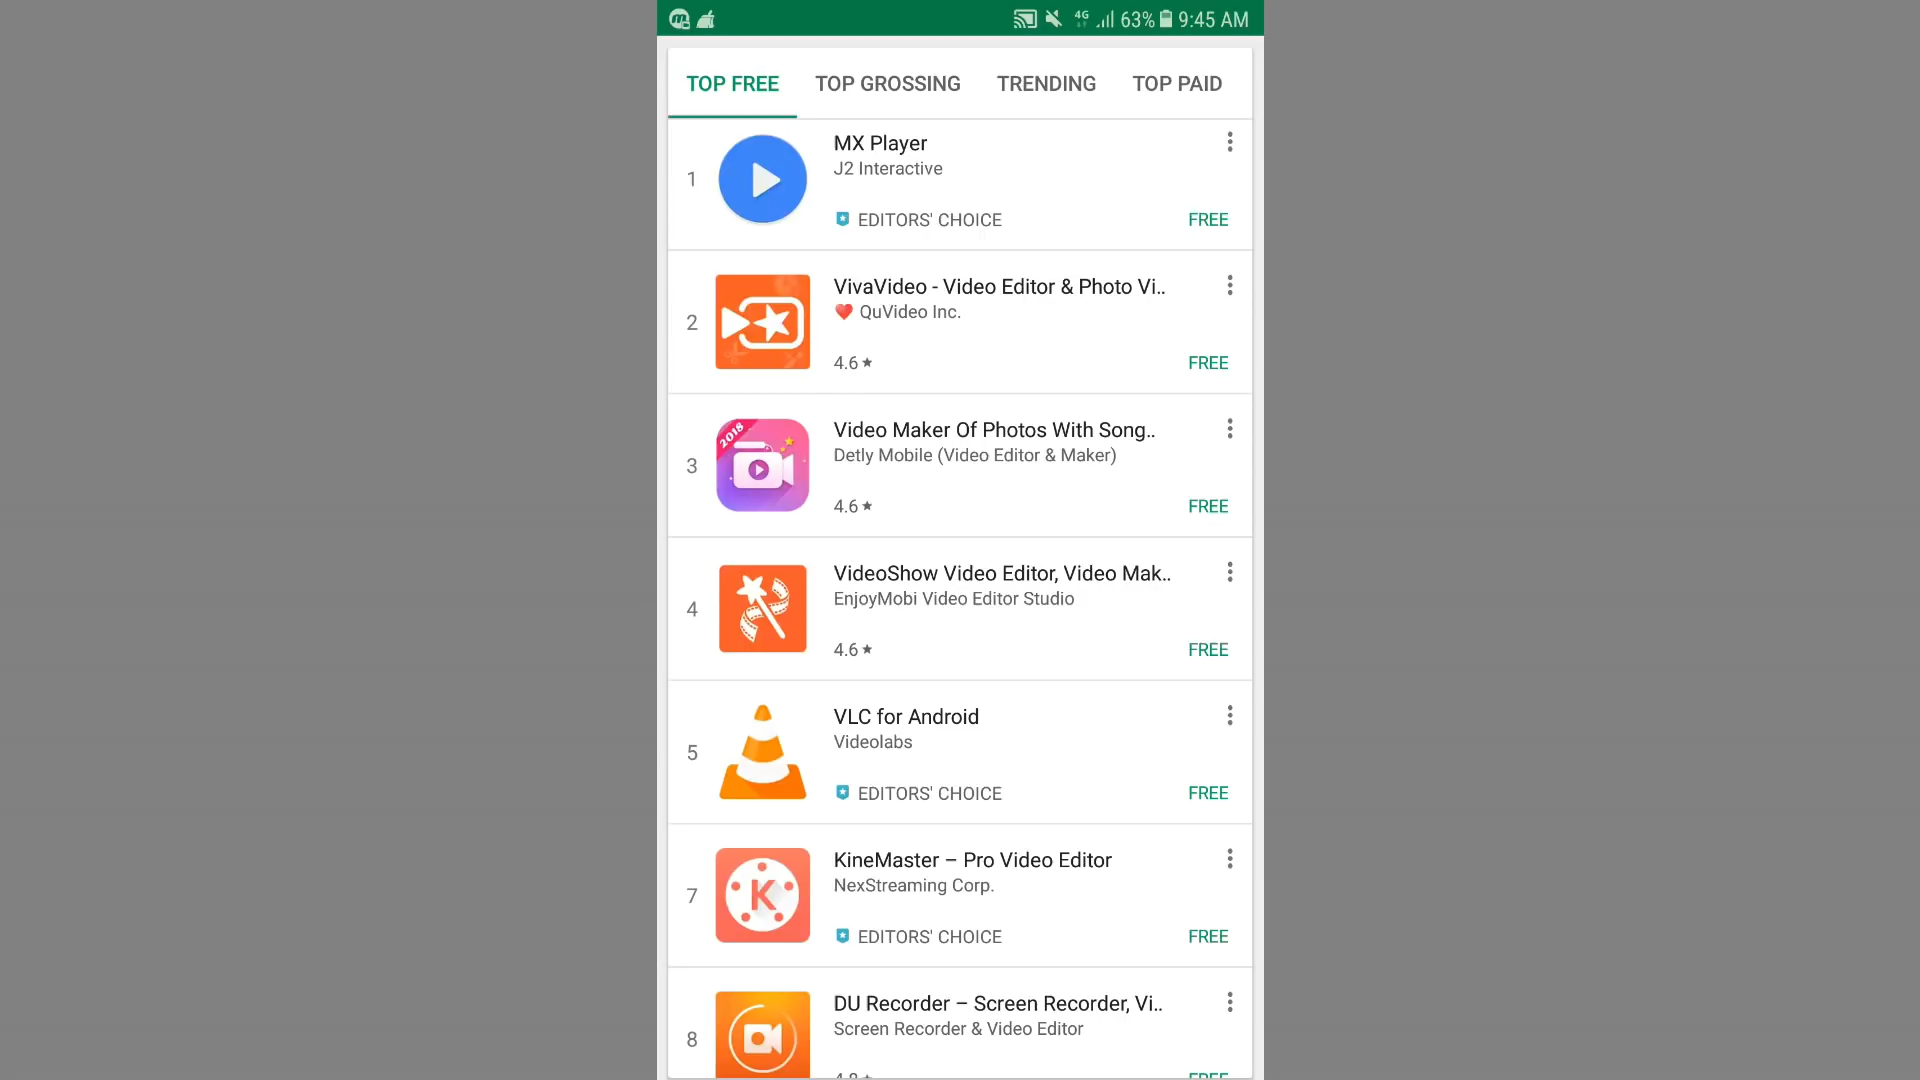 4G 63% 9:45 AM
TOP FREE TOP GROSSING TRENDING TOP PAID
1
MX Player
J2 Interactive
EDITORS' CHOICE FREE
2
VivaVideo - Video Editor & Photo Vi..
QuVideo Inc.
4.6 FREE
3
2018
Video Maker Of Photos With Song..
Detly Mobile (Video Editor & Maker)
4.6 FREE
4
VideoShow Video Editor, Video Mak..
EnjoyMobi Video Editor Studio
4.6 FREE
5
VLC for Android
Videolabs
EDITORS' CHOICE FREE
7
K
KineMaster – Pro Video Editor
NexStreaming Corp.
EDITORS' CHOICE FREE
8
DU Recorder – Screen Recorder, Vi..
Screen Recorder & Video Editor
FREE